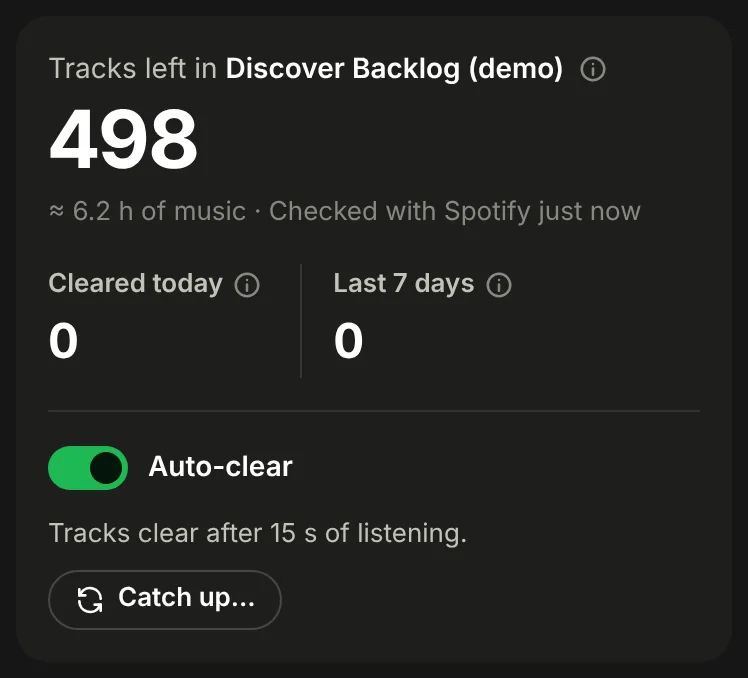 Tracks left in Discover Backlog (demo)
498
≈ 6.2 h of music · Checked with Spotify just now
Cleared today
0
Last 7 days
0
Auto-clear
Tracks clear after 15 s of listening.
Catch up...